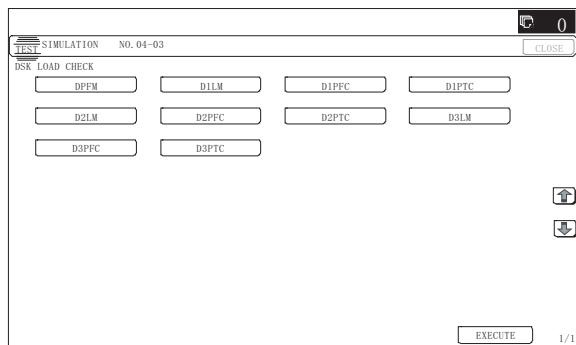 0
TEST SIMULATION NO. 04-03 CLOSE
DSK LOAD CHECK
DPFM D1LM D1PFC D1PTC
D2LM D2PFC D2PTC D3LM
D3PFC D3PTC
EXECUTE 1/1